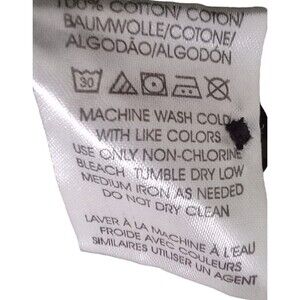 100% COTTON/ COTON/
BAUMWOLLE/COTONE/
ALGODÃO/ALGODÓN
30
MACHINE WASH COLD
WITH LIKE COLORS
USE ONLY NON-CHLORINE
BLEACH TUMBLE DRY LOW
MEDIUM IRON AS NEEDED
DO NOT DRY CLEAN
LAVER À LA MACHINE À L'EAU
FROIDE AVEC COULEURS
SIMILAIRES UTILISER UN AGENT